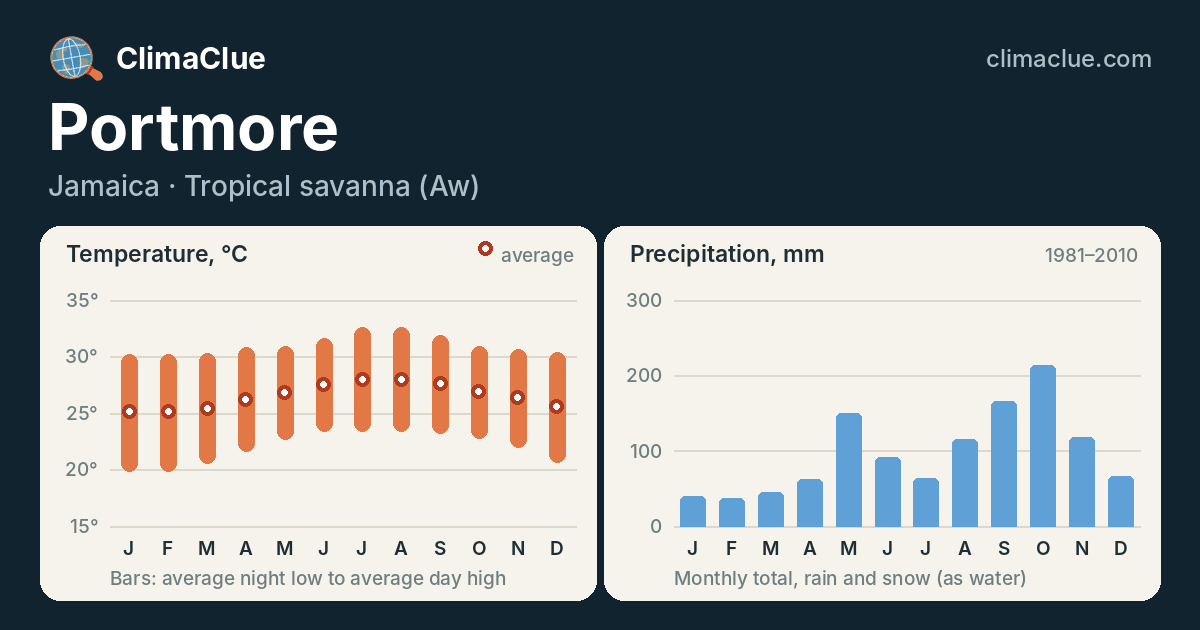 ClimaClue
climaclue.com
Portmore
Jamaica · Tropical savanna (Aw)
Temperature, °C
average
35°
30°
25°
20°
15°
J F M A M J J A S O N D
Bars: average night low to average day high
Precipitation, mm
1981–2010
300
200
100
0
J F M A M J J A S O N D
Monthly total, rain and snow (as water)